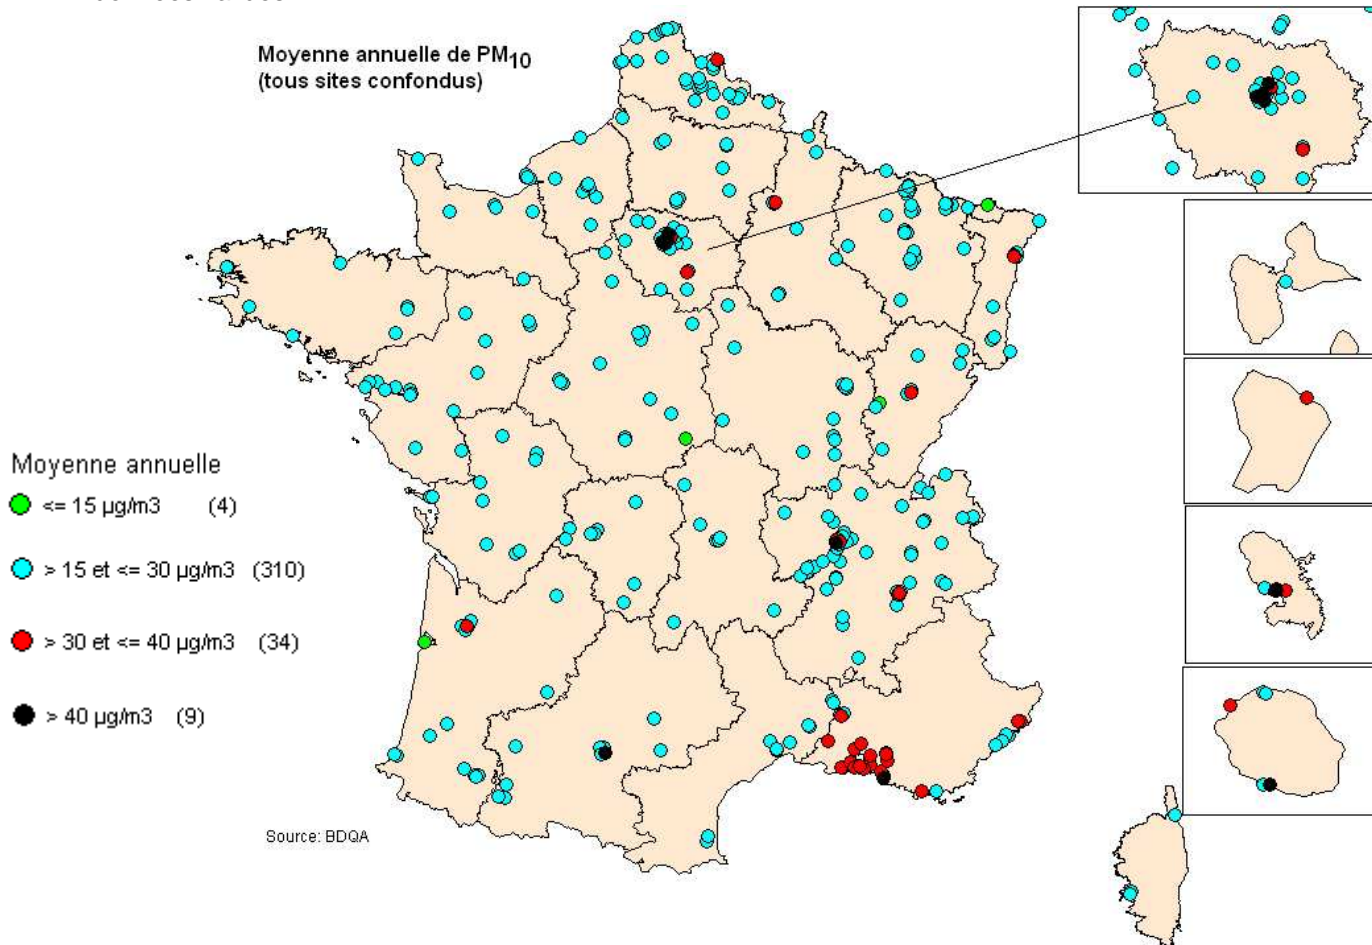 Moyenne annuelle de PM10
(tous sites confondus)
Moyenne annuelle
<= 15 µg/m3 (4)
> 15 et <= 30 µg/m3 (310)
> 30 et <= 40 µg/m3 (34)
> 40 µg/m3 (9)
Source: BDQA